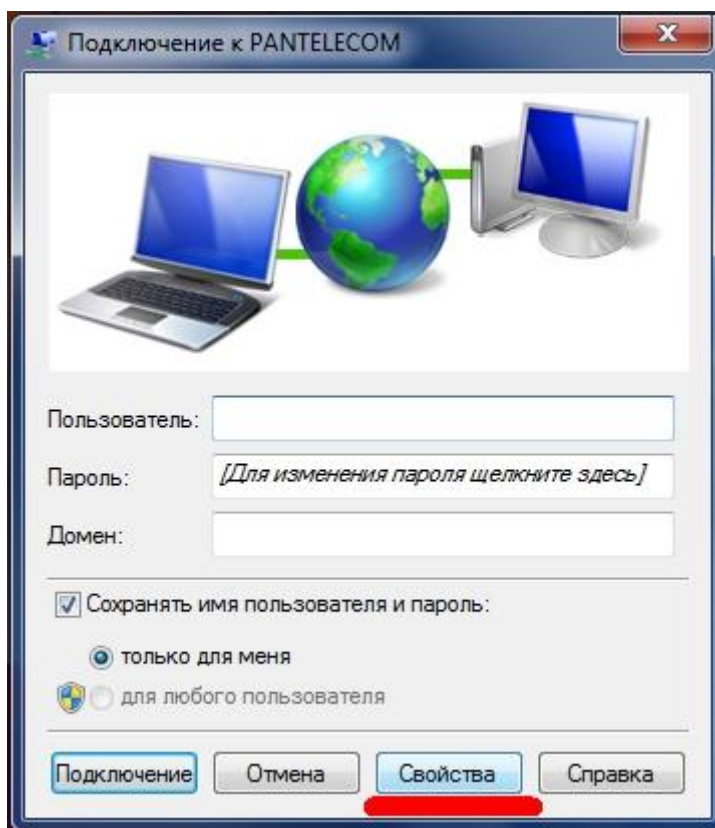 Подключение к PANTELECOM
Пользователь:
Пароль: [Для изменения пароля щелкните здесь]
Домен:
Сохранять имя пользователя и пароль:
только для меня
для любого пользователя
Подключение Отмена Свойства Справка